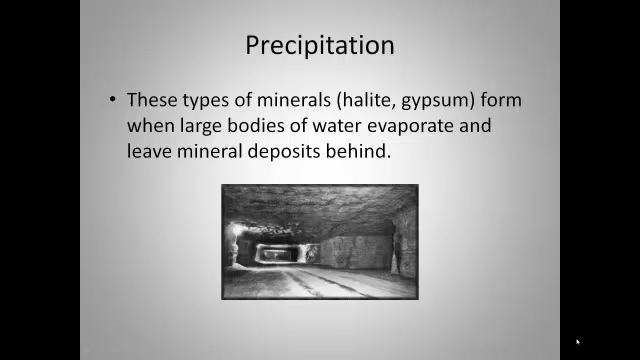 Precipitation
• These types of minerals (halite, gypsum) form
when large bodies of water evaporate and
leave mineral deposits behind.